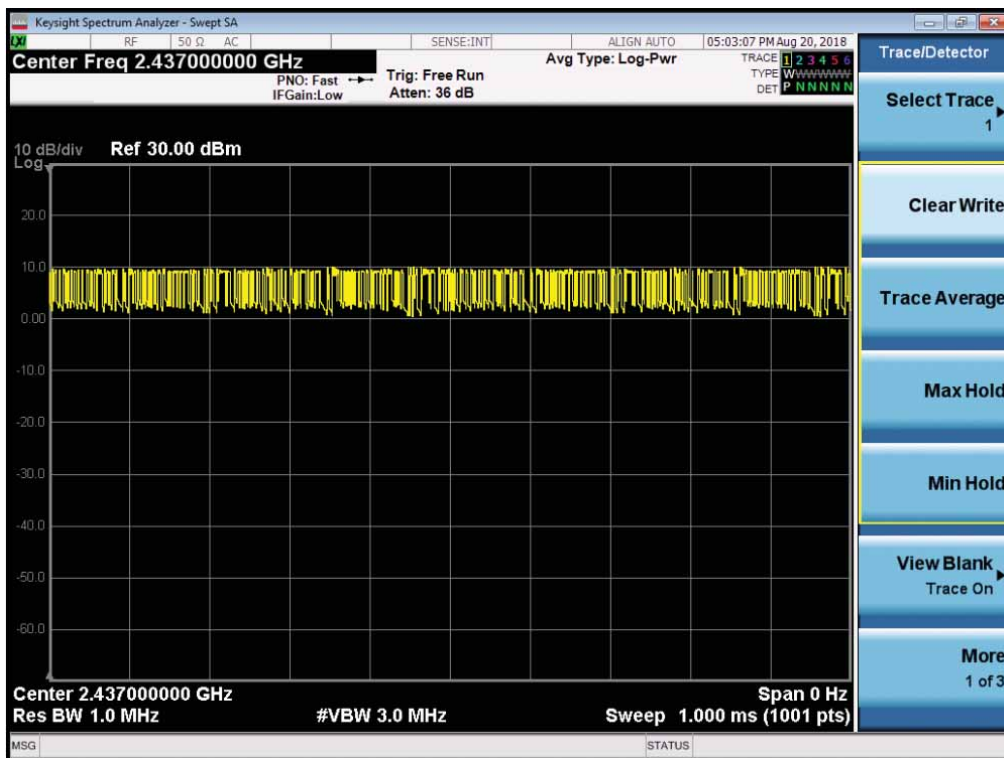 Keysight Spectrum Analyzer - Swept SA
LXI RF 50 Ω AC SENSE:INT ALIGN AUTO 05:03:07 PM Aug 20, 2018
Center Freq 2.437000000 GHz
PNO: Fast
IFGain:Low
Trig: Free Run
Atten: 36 dB
Avg Type: Log-Pwr
TRACE 1 2 3 4 5 6
TYPE W
DET P N N N N N
10 dB/div Ref 30.00 dBm
Log
20.0
10.0
0.00
-10.0
-20.0
-30.0
-40.0
-50.0
-60.0
Center 2.437000000 GHz Span 0 Hz
Res BW 1.0 MHz #VBW 3.0 MHz Sweep 1.000 ms (1001 pts)
MSG STATUS
Trace/Detector
Select Trace
1
Clear Write
Trace Average
Max Hold
Min Hold
View Blank
Trace On
More
1 of 3